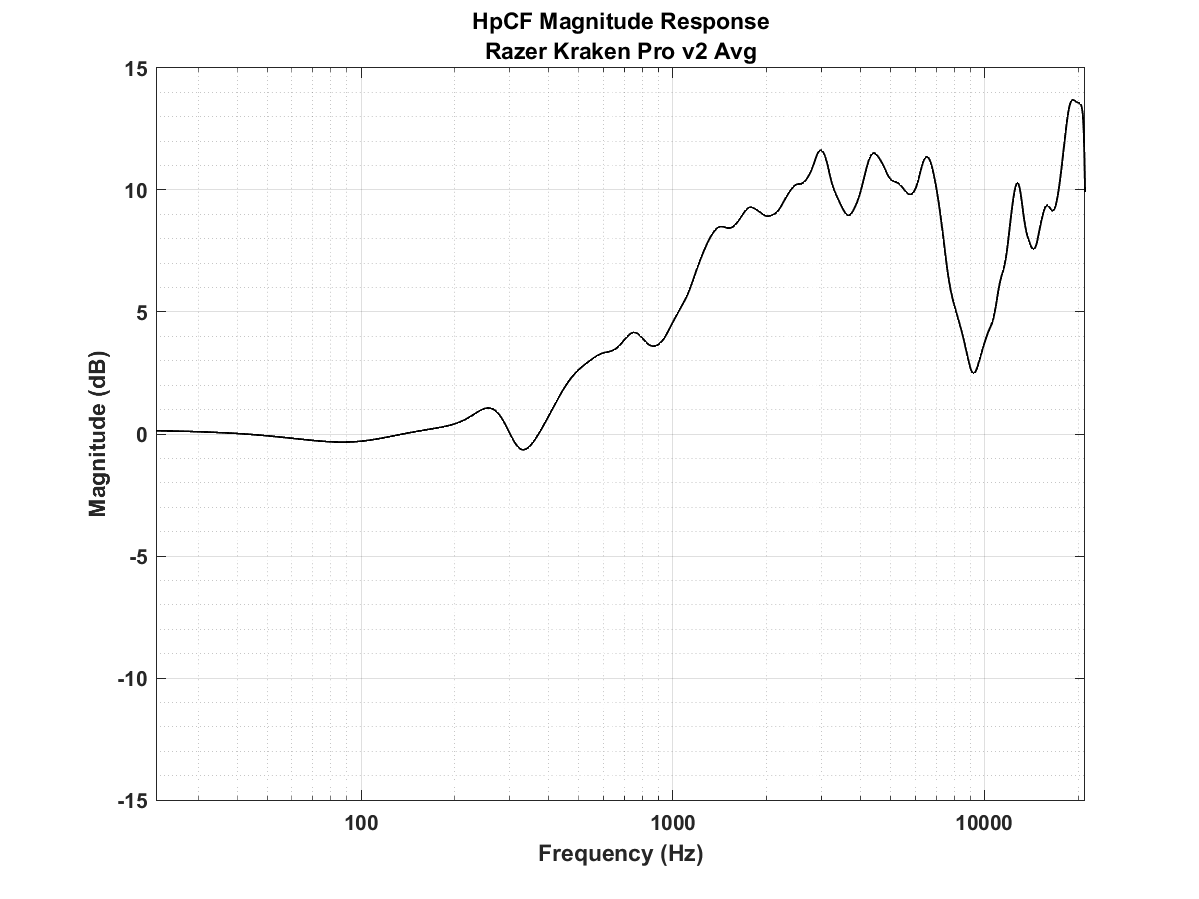 HpCF Magnitude Response
Razer Kraken Pro v2 Avg
15
10
5
0
-5
-10
-15
Magnitude (dB)
100
1000
10000
Frequency (Hz)